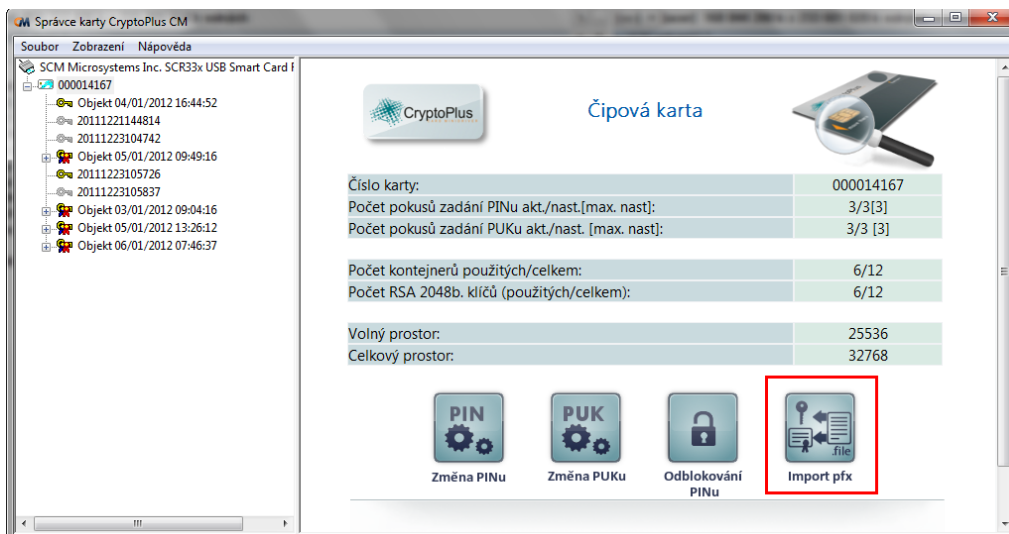 Správce karty CryptoPlus CM
Soubor Zobrazení Nápověda
SCM Microsystems Inc. SCR33x USB Smart Card
000014167
Objekt 04/01/2012 16:44:52
20111221144814
20111223104742
Objekt 05/01/2012 09:49:16
20111223105726
20111223105837
Objekt 03/01/2012 09:04:16
Objekt 05/01/2012 13:26:12
Objekt 06/01/2012 07:46:37
CryptoPlus
Čipová karta
Číslo karty: 000014167
Počet pokusů zadání PINu akt./nast.[max. nast]: 3/3[3]
Počet pokusů zadání PUKu akt./nast. [max. nast]: 3/3 [3]
Počet kontejnerů použitých/celkem: 6/12
Počet RSA 2048b. klíčů (použitých/celkem): 6/12
Volný prostor: 25536
Celkový prostor: 32768
PIN
PUK
.file
Změna PINu
Změna PUKu
Odblokování
PINu
Import pfx